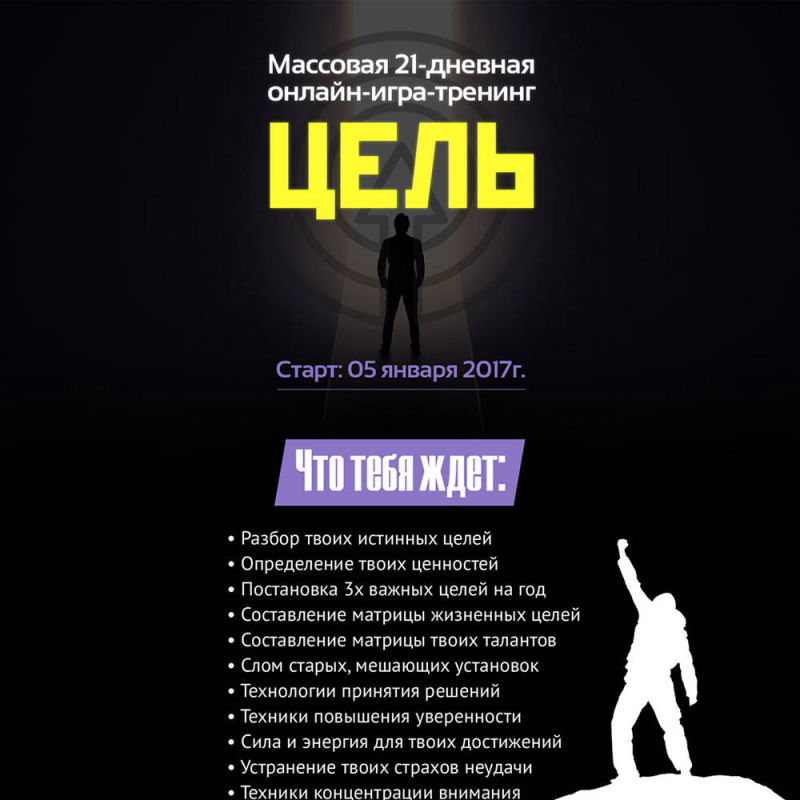 Массовая 21-дневная
онлайн-игра-тренинг
ЦЕЛЬ
Старт: 05 января 2017г.
Что тебя ждет:
• Разбор твоих истинных целей
• Определение твоих ценностей
• Постановка 3х важных целей на год
• Составление матрицы жизненных целей
• Составление матрицы твоих талантов
• Слом старых, мешающих установок
• Технологии принятия решений
• Техники повышения уверенности
• Сила и энергия для твоих достижений
• Устранение твоих страхов неудачи
• Техники концентрации внимания